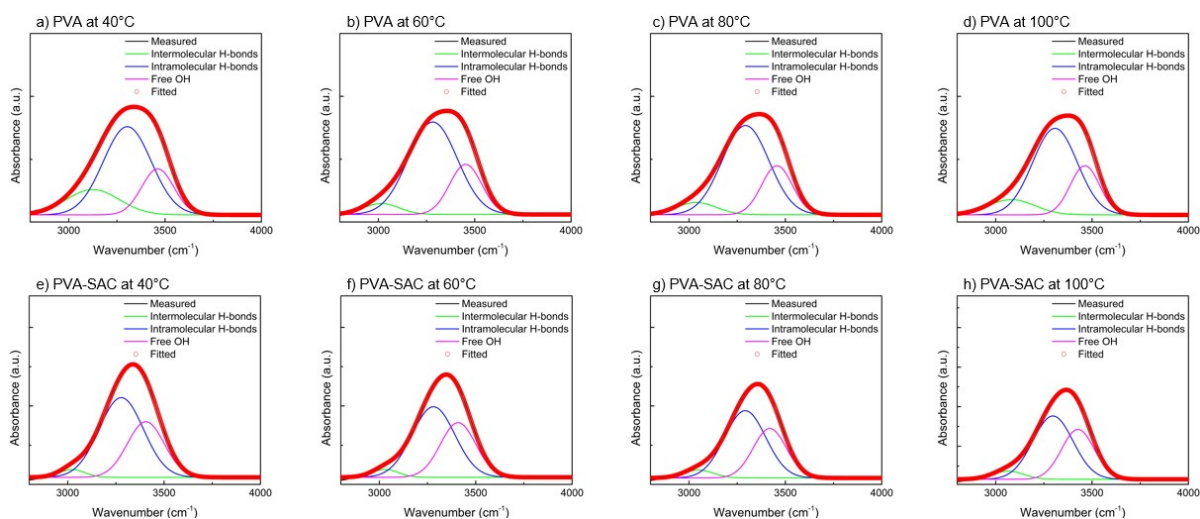 a) PVA at 40°C
Measured
Intermolecular H-bonds
Intramolecular H-bonds
Free OH
Fitted
Absorbance (a.u.)
3000 3500 4000
Wavenumber (cm-1)
b) PVA at 60°C
Measured
Intermolecular H-bonds
Intramolecular H-bonds
Free OH
Fitted
Absorbance (a.u.)
3000 3500 4000
Wavenumber (cm-1)
c) PVA at 80°C
Measured
Intermolecular H-bonds
Intramolecular H-bonds
Free OH
Fitted
Absorbance (a.u.)
3000 3500 4000
Wavenumber (cm-1)
d) PVA at 100°C
Measured
Intermolecular H-bonds
Intramolecular H-bonds
Free OH
Fitted
Absorbance (a.u.)
3000 3500 4000
Wavenumber (cm-1)
e) PVA-SAC at 40°C
Measured
Intermolecular H-bonds
Intramolecular H-bonds
Free OH
Fitted
Absorbance (a.u.)
3000 3500 4000
Wavenumber (cm-1)
f) PVA-SAC at 60°C
Measured
Intermolecular H-bonds
Intramolecular H-bonds
Free OH
Fitted
Absorbance (a.u.)
3000 3500 4000
Wavenumber (cm-1)
g) PVA-SAC at 80°C
Measured
Intermolecular H-bonds
Intramolecular H-bonds
Free OH
Fitted
Absorbance (a.u.)
3000 3500 4000
Wavenumber (cm-1)
h) PVA-SAC at 100°C
Measured
Intermolecular H-bonds
Intramolecular H-bonds
Free OH
Fitted
Absorbance (a.u.)
3000 3500 4000
Wavenumber (cm-1)